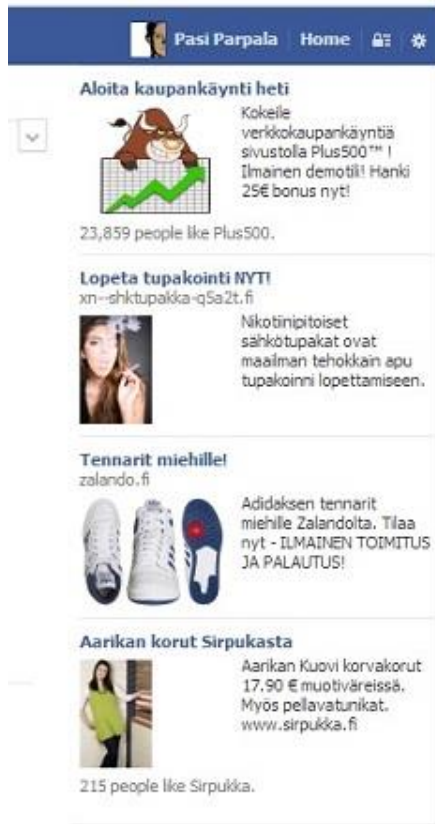 Pasi Parpala Home
Aloita kaupankäynti heti
Kokeile
verkkokaupankäyntiä
sivustolla Plus500™ !
Ilmainen demotili! Hanki
25€ bonus nyt!
23,859 people like Plus500.
Lopeta tupakointi NYT!
xn--shktupakka-q5a2t.fi
Nikotiinipitoiset
sähkötupakat ovat
maailman tehokkain apu
tupakoinni lopettamiseen.
Tennarit miehille!
zalando.fi
Adidaksen tennarit
miehille Zalandolta. Tilaa
nyt - ILMAINEN TOIMITUS
JA PALAUTUS!
Aarikan korut Sirpukasta
Aarikan Kuovi korvakorut
17.90 € muotiväreissä.
Myös pellavatunikat.
www.sirpukka.fi
215 people like Sirpukka.